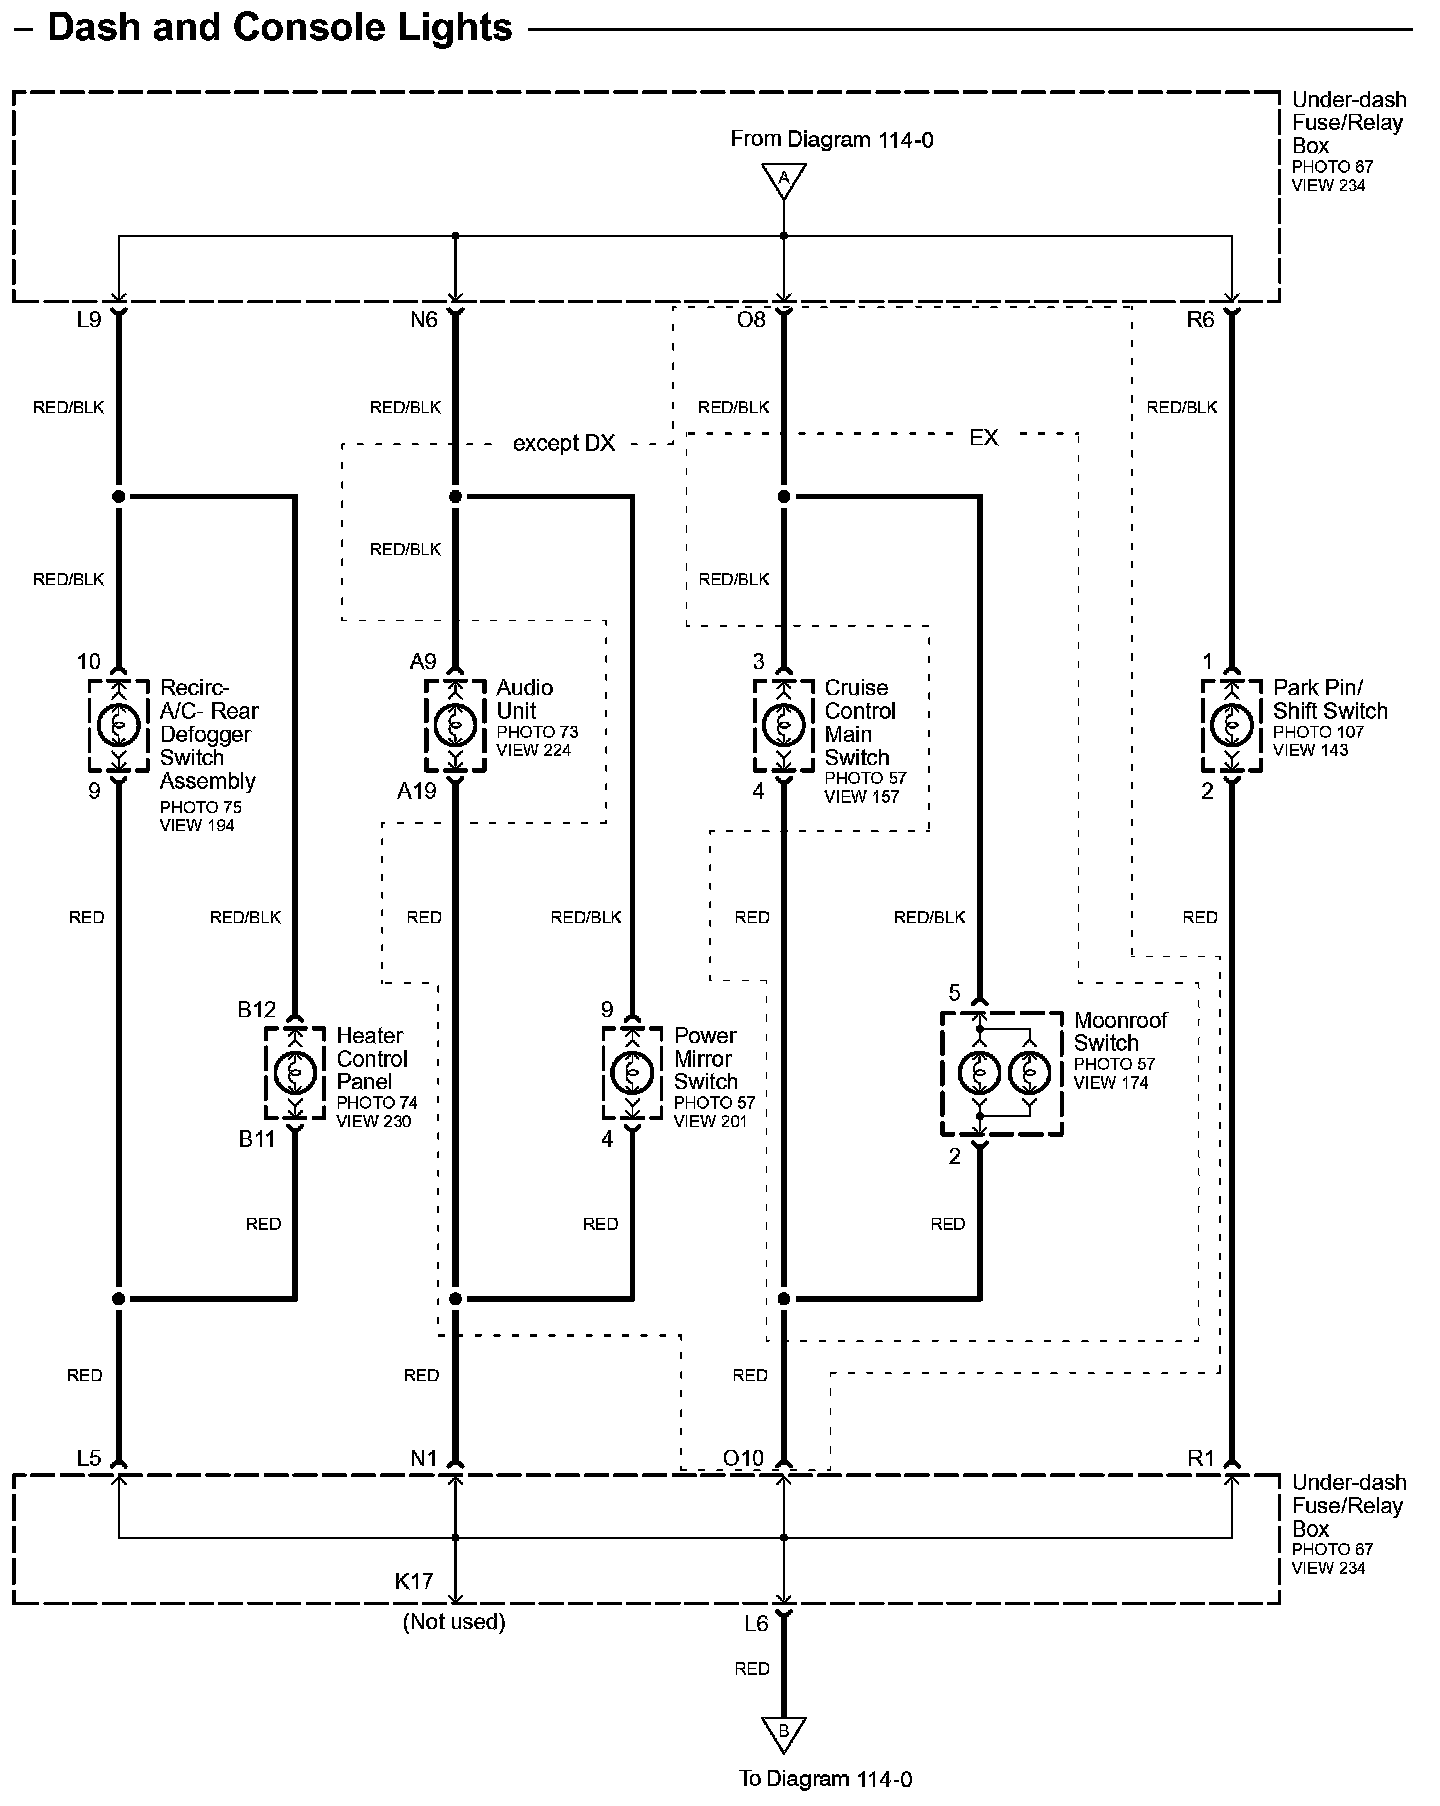 Dash and Console Lights
Under-dash
Fuse/Relay
Box
PHOTO 67
VIEW 234
From Diagram 114-0
A
L9
N6
O8
R6
RED/BLK
RED/BLK
RED/BLK
RED/BLK
except DX
EX
RED/BLK
RED/BLK
RED/BLK
10
Recirc-
A/C- Rear
Defogger
Switch
Assembly
PHOTO 75
VIEW 194
9
A9
Audio
Unit
PHOTO 73
VIEW 224
A19
3
Cruise
Control
Main
Switch
PHOTO 57
VIEW 157
4
1
Park Pin/
Shift Switch
PHOTO 107
VIEW 143
2
RED
RED/BLK
RED
RED/BLK
RED
RED/BLK
RED
B12
Heater
Control
Panel
PHOTO 74
VIEW 230
B11
9
Power
Mirror
Switch
PHOTO 57
VIEW 201
4
5
Moonroof
Switch
PHOTO 57
VIEW 174
2
RED
RED
RED
RED
RED
RED
L5
N1
O10
R1
Under-dash
Fuse/Relay
Box
PHOTO 67
VIEW 234
K17
(Not used)
L6
RED
B
To Diagram 114-0